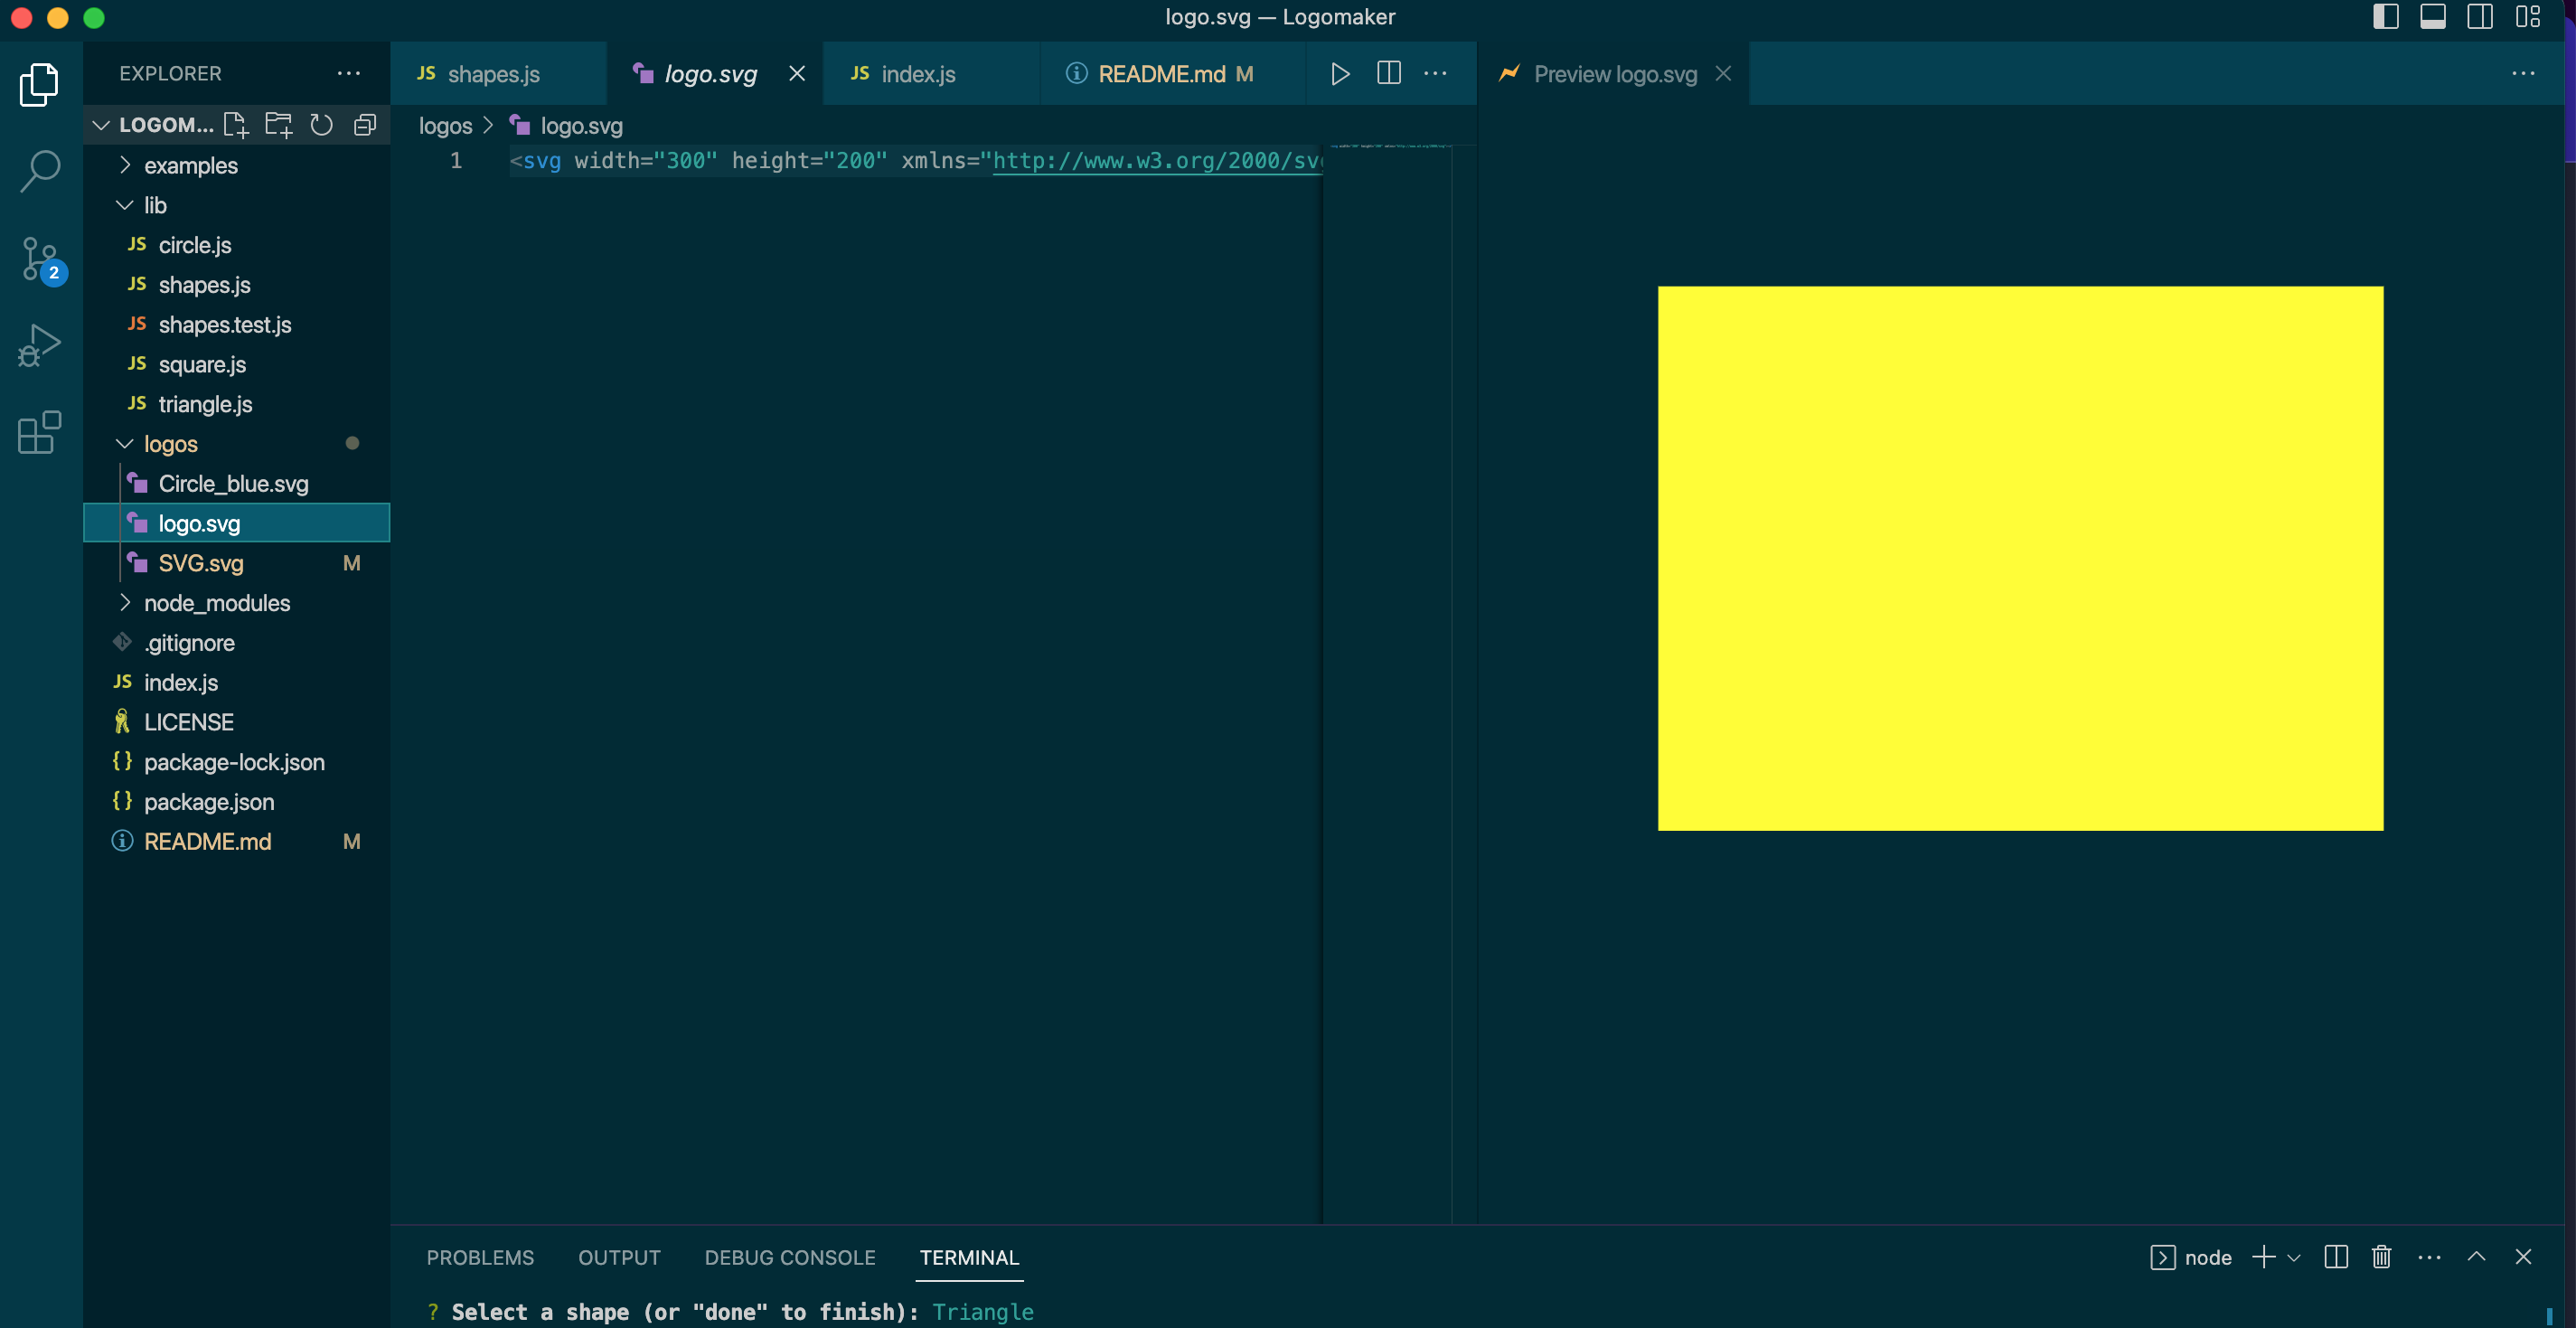 logo.svg — Logomaker
EXPLORER
LOGOM...
examples
lib
JS circle.js
JS shapes.js
JS shapes.test.js
JS square.js
JS triangle.js
logos
Circle_blue.svg
logo.svg
SVG.svg M
node_modules
.gitignore
JS index.js
LICENSE
{} package-lock.json
{} package.json
README.md M
2
JS shapes.js
logo.svg
JS index.js
README.md M
Preview logo.svg
logos > logo.svg
1 <svg width="300" height="200" xmlns="http://www.w3.org/2000/sv
PROBLEMS OUTPUT DEBUG CONSOLE TERMINAL
node
? Select a shape (or "done" to finish): Triangle